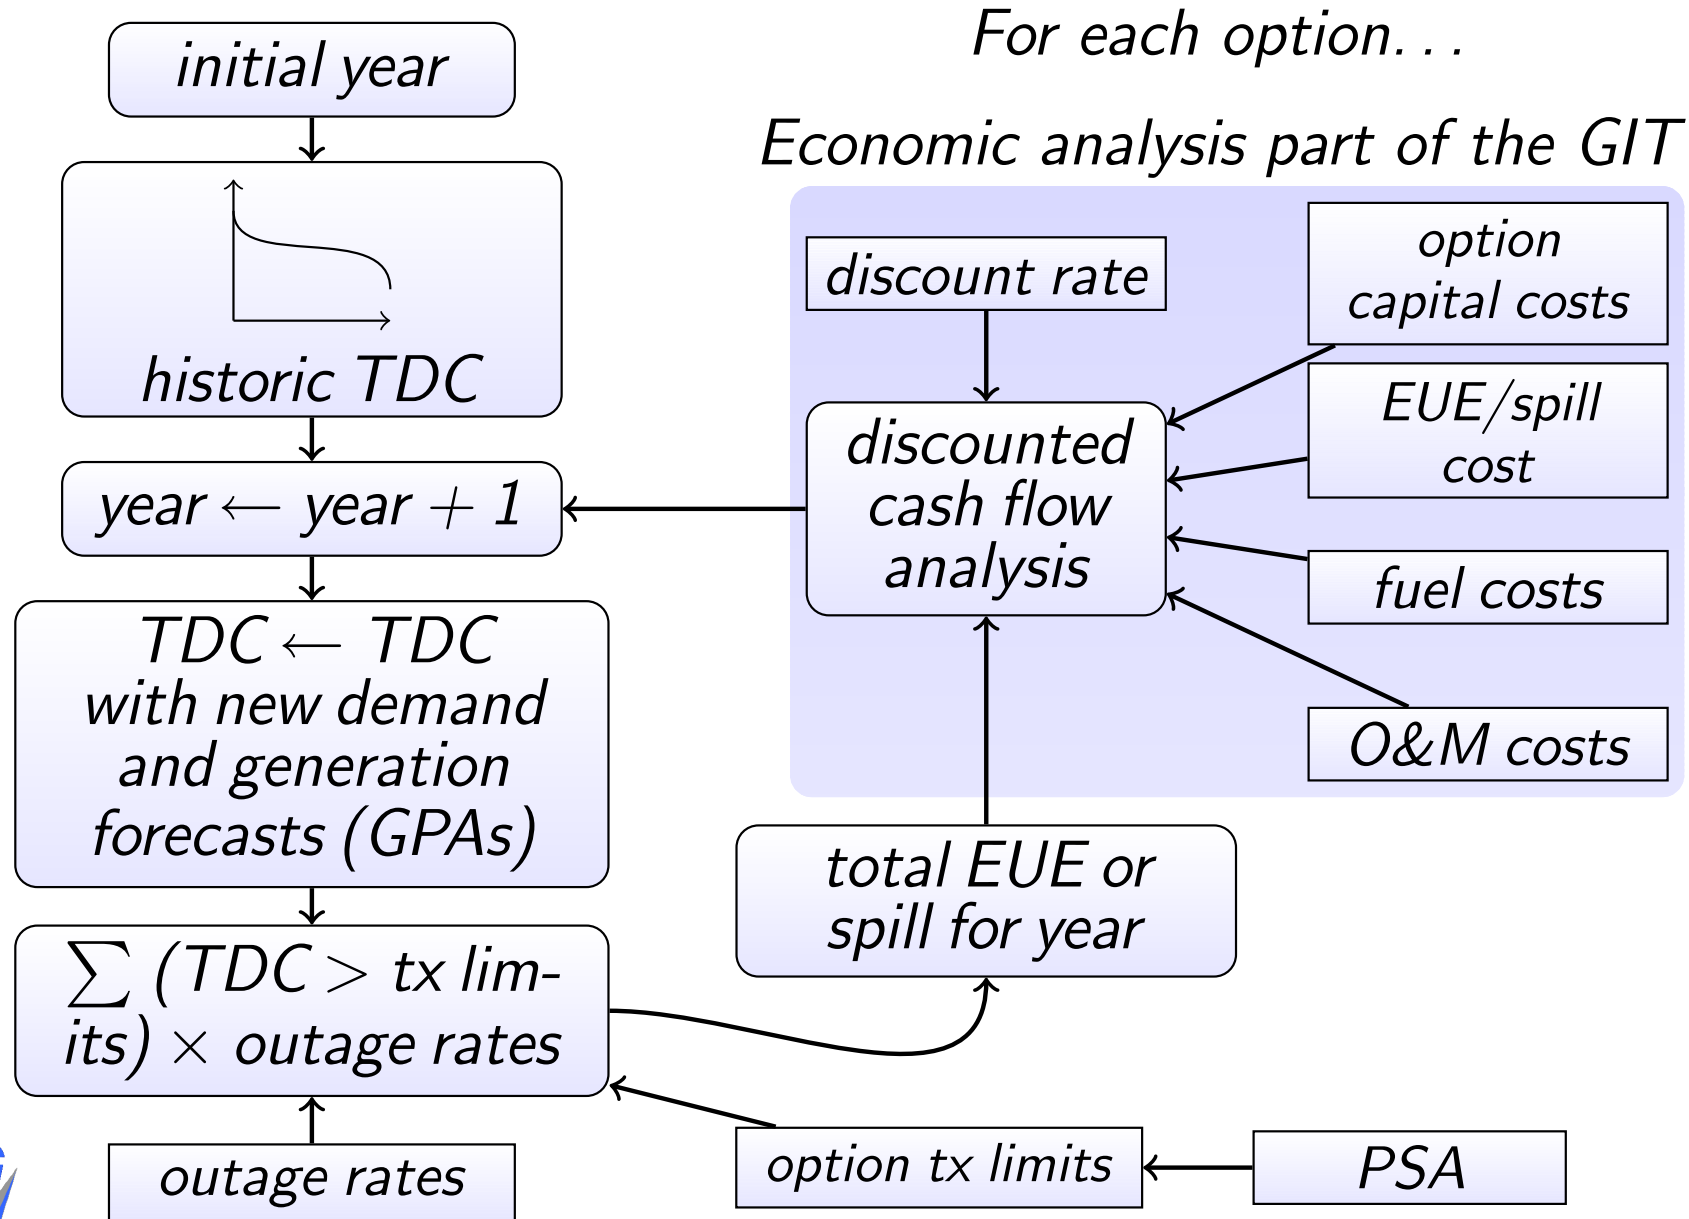 For each option...
Economic analysis part of the GIT
initial year
historic TDC
year ← year + 1
TDC ← TDC
with new demand
and generation
forecasts (GPAs)
∑ (TDC > tx lim-
its) × outage rates
outage rates
discount rate
option
capital costs
EUE/spill
cost
discounted
cash flow
analysis
fuel costs
O&M costs
total EUE or
spill for year
option tx limits
PSA